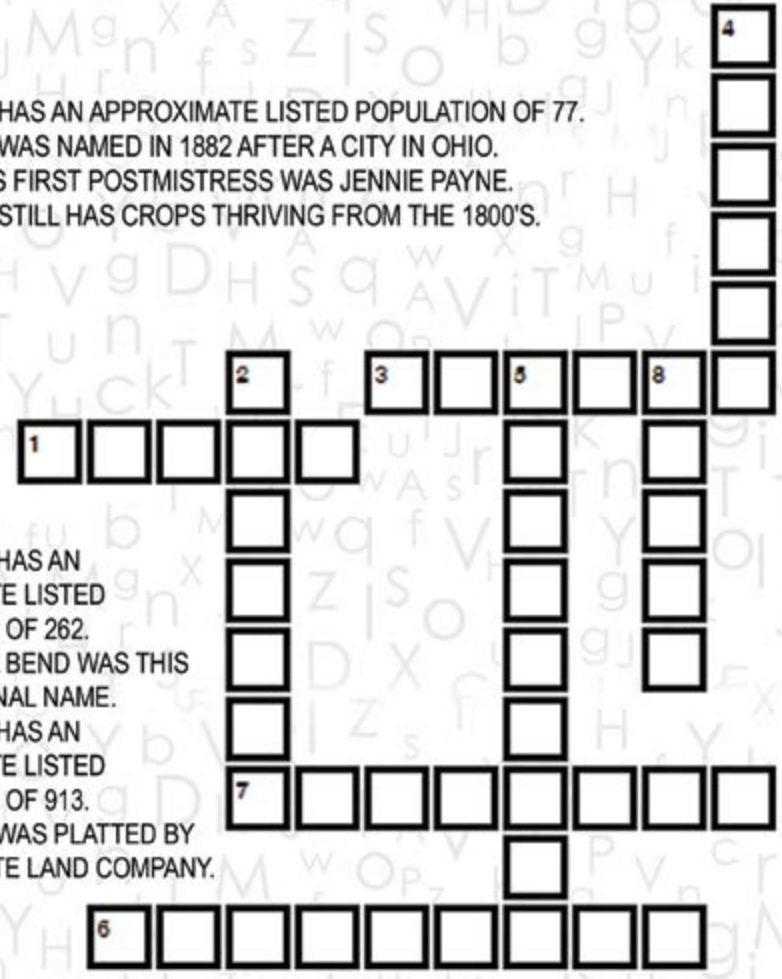 HAS AN APPROXIMATE LISTED POPULATION OF 77.
WAS NAMED IN 1882 AFTER A CITY IN OHIO.
S FIRST POSTMISTRESS WAS JENNIE PAYNE.
STILL HAS CROPS THRIVING FROM THE 1800'S.
4
2
3
5
8
1
HAS AN
TE LISTED
OF 262.
BEND WAS THIS
NAL NAME.
HAS AN
TE LISTED
OF 913.
WAS PLATTED BY
TE LAND COMPANY.
7
6